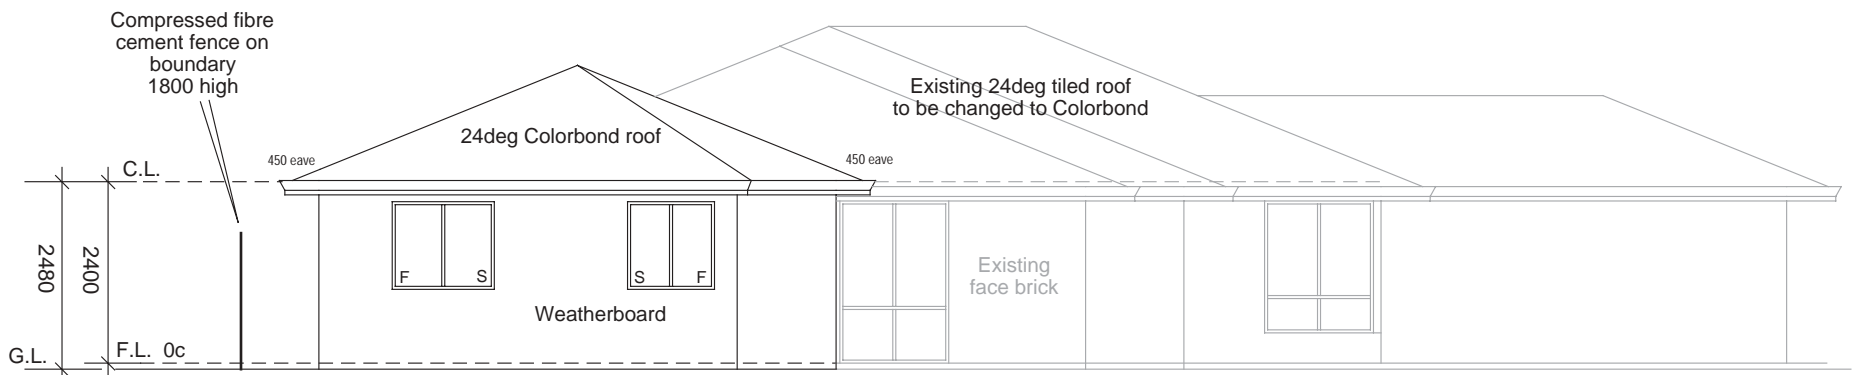 Compressed fibre
cement fence on
boundary
1800 high
Existing 24deg tiled roof
to be changed to Colorbond
24deg Colorbond roof
450 eave
450 eave
C.L.
2480
2400
F S
S F
Existing
face brick
Weatherboard
G.L.
F.L. 0c